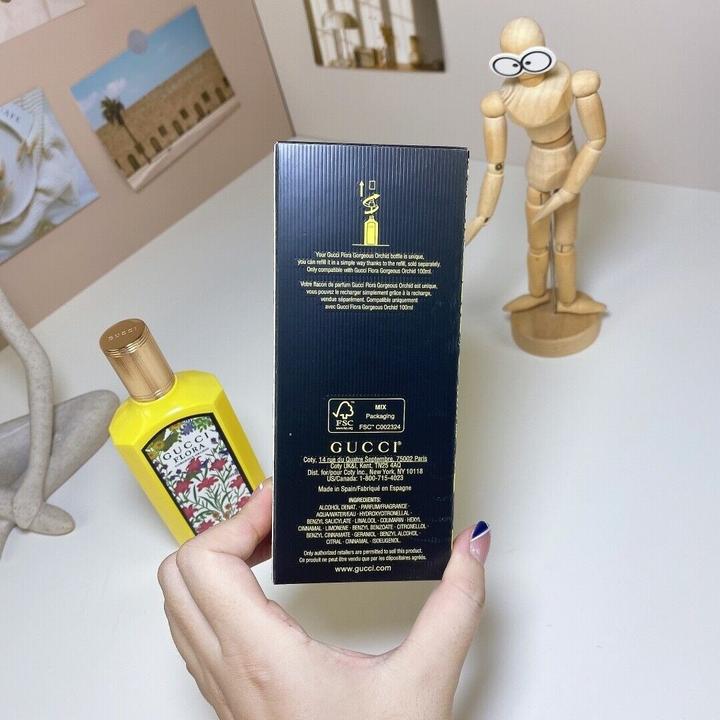 Your Gucci Flora Gorgeous Orchid bottle is unique,
you can refill it in a simple way thanks to the refill, sold separately.
Only compatible with Gucci Flora Gorgeous Orchid 100ml.
Votre flacon de parfum Gucci Flora Gorgeous Orchid est unique,
vous pouvez le recharger simplement grâce à la recharge,
vendue séparément. Compatible uniquement
avec Gucci Flora Gorgeous Orchid 100ml
FSC
MIX
Packaging
FSC® C002324
GUCCI®
Coty, 14 rue du Quatre Septembre, 75002 Paris
Coty UK&I, Kent, TN25 4AQ
Dist. for/pour Coty Inc., New York, NY 10118
US/Canada: 1-800-715-4023
Made in Spain/Fabriqué en Espagne
INGREDIENTS:
ALCOHOL DENAT. · PARFUM/FRAGRANCE ·
AQUA/WATER/EAU · HYDROXYCITRONELLAL ·
BENZYL SALICYLATE · LINALOOL · COUMARIN · HEXYL
CINNAMAL · LIMONENE · BENZYL BENZOATE · CITRONELLOL ·
BENZYL CINNAMATE · GERANIOL · BENZYL ALCOHOL ·
CITRAL · CINNAMAL · ISOEUGENOL.
Only authorized retailers are permitted to sell this product.
Ce produit ne peut être vendu que par les dépositaires agréés.
www.gucci.com
GUCCI
GUCCI
FLORA